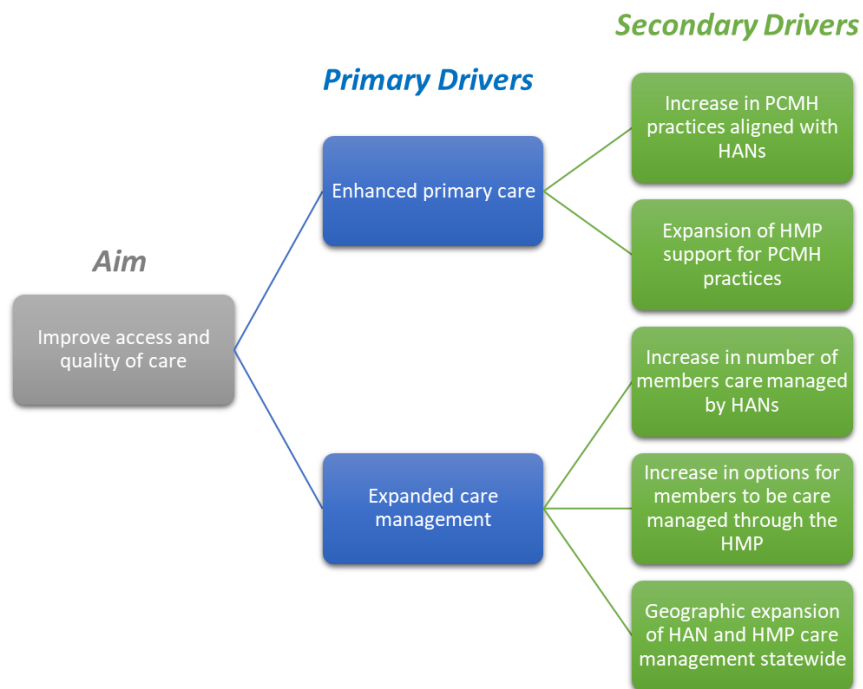 Secondary Drivers
Primary Drivers
Aim
Improve access and
quality of care
Enhanced primary care
Expanded care
management
Increase in PCMH
practices aligned with
HANs
Expansion of HMP
support for PCMH
practices
Increase in number of
members care managed
by HANs
Increase in options for
members to be care
managed through the
HMP
Geographic expansion
of HAN and HMP care
management statewide